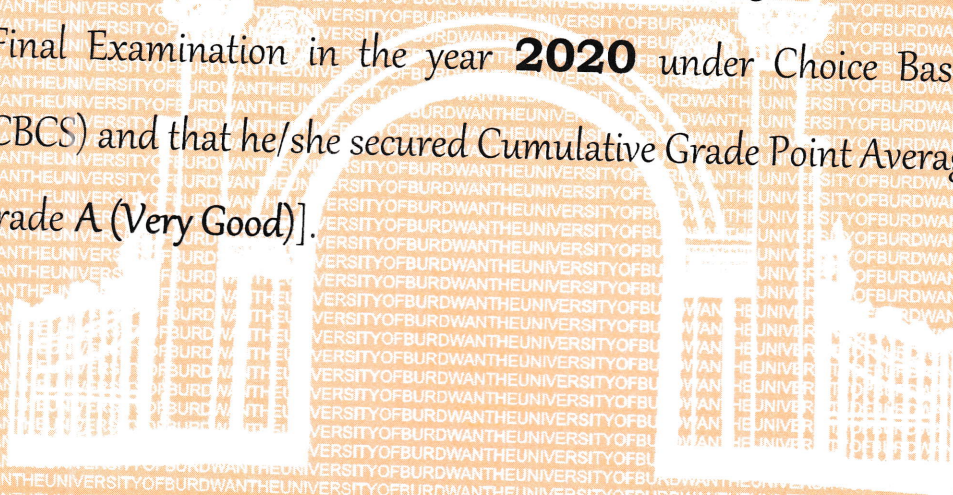 Final Examination in the year 2020 under Choice Bas
CBCS) and that he/she secured Cumulative Grade Point Averag
rade A (Very Good)].
THEUNIVERSITYOFBURDWAN